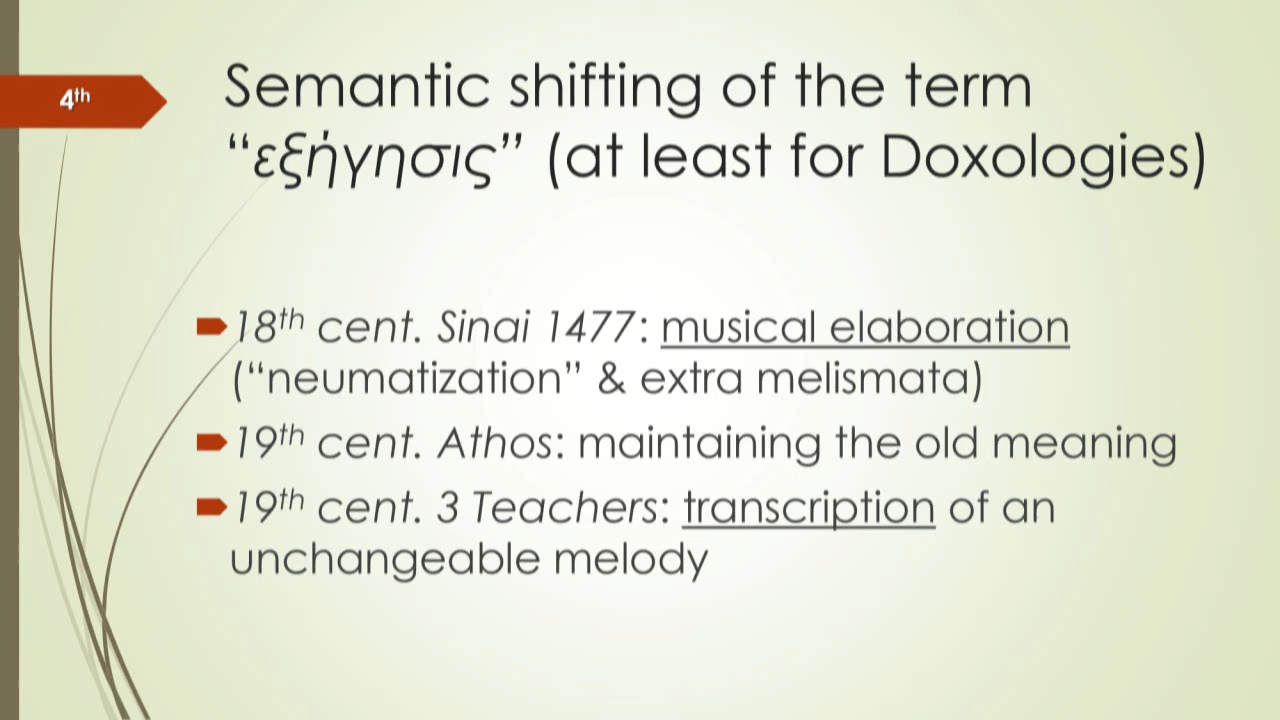 4th
Semantic shifting of the term
“εξήγησις” (at least for Doxologies)
18th cent. Sinai 1477: musical elaboration
(“neumatization” & extra melismata)
19th cent. Athos: maintaining the old meaning
19th cent. 3 Teachers: transcription of an
unchangeable melody